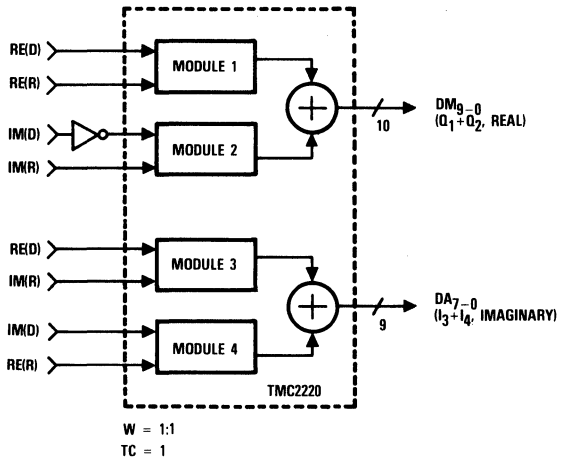 RE(D)
RE(R)
MODULE 1
IM(D)
IM(R)
MODULE 2
10
DM9–0
(Q1+Q2, REAL)
RE(D)
IM(R)
MODULE 3
IM(D)
RE(R)
MODULE 4
9
DA7–0
(I3+I4, IMAGINARY)
TMC2220
W = 1:1
TC = 1